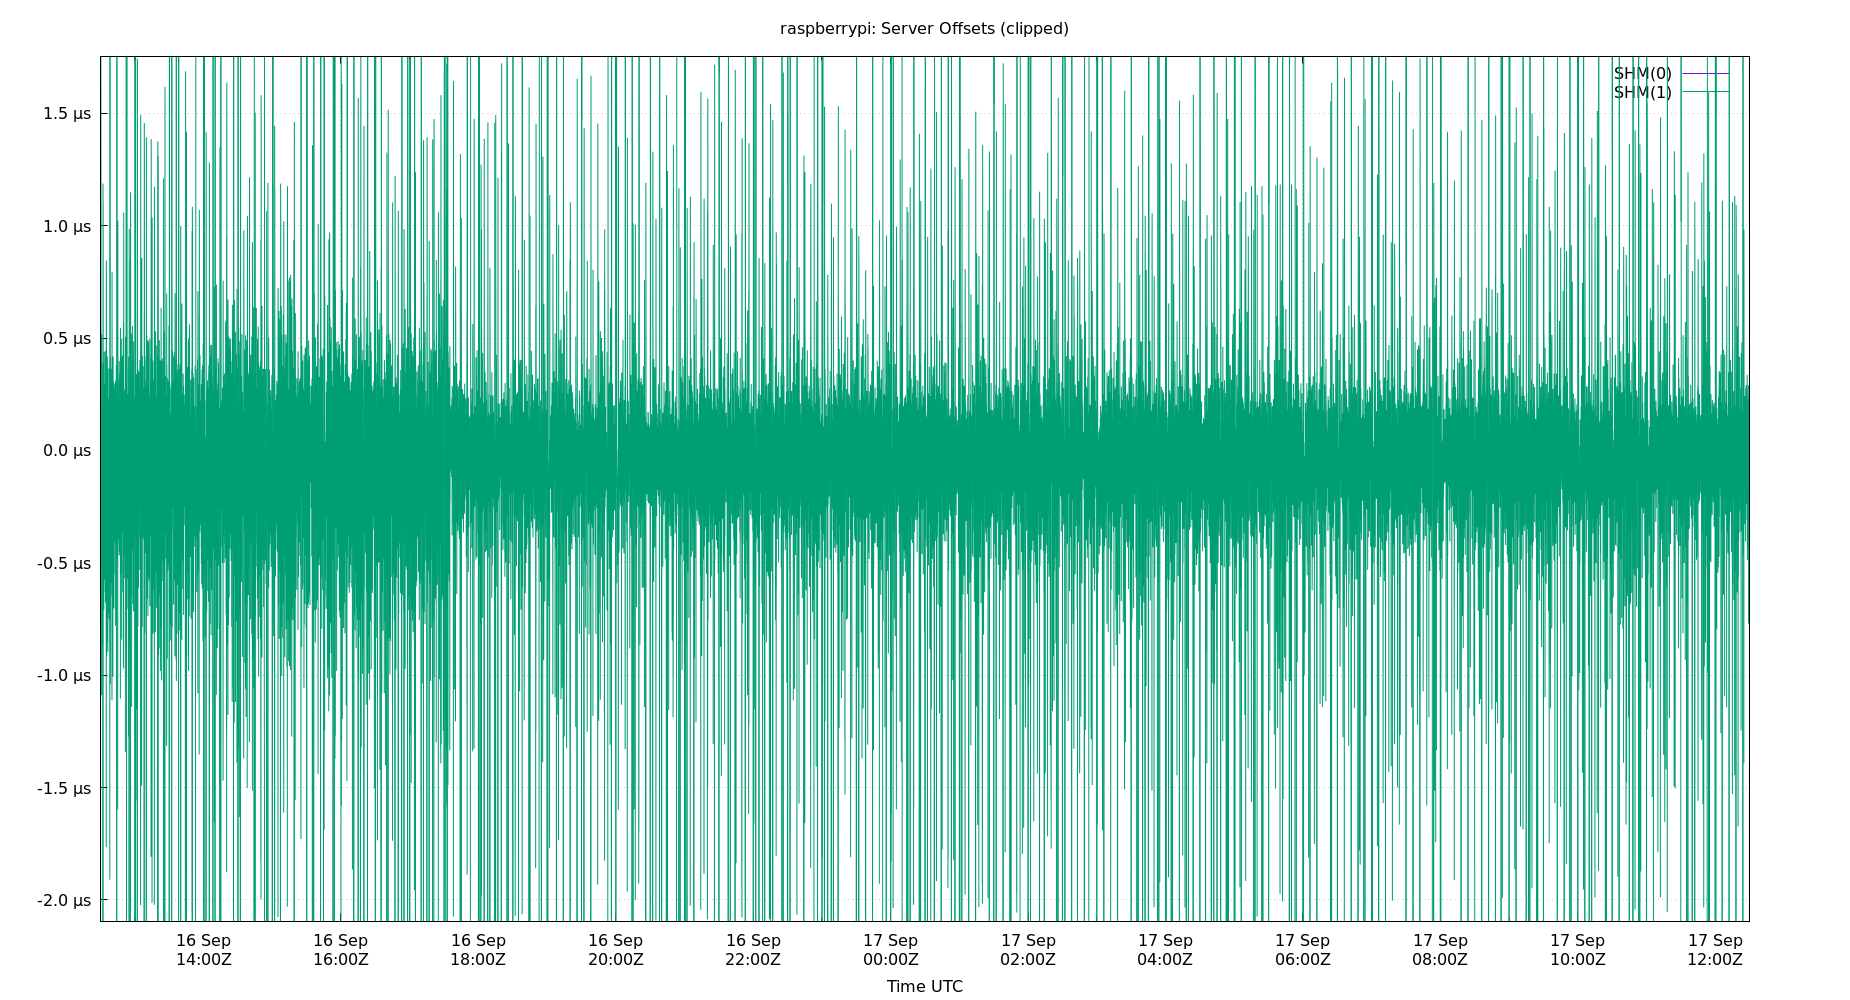 raspberrypi: Server Offsets (clipped)
SHM(0)
SHM(1)
1.5 µs
1.0 µs
0.5 µs
0.0 µs
-0.5 µs
-1.0 µs
-1.5 µs
-2.0 µs
16 Sep 16 Sep 16 Sep 16 Sep 16 Sep 17 Sep 17 Sep 17 Sep 17 Sep 17 Sep 17 Sep 17 Sep
14:00Z 16:00Z 18:00Z 20:00Z 22:00Z 00:00Z 02:00Z 04:00Z 06:00Z 08:00Z 10:00Z 12:00Z
Time UTC